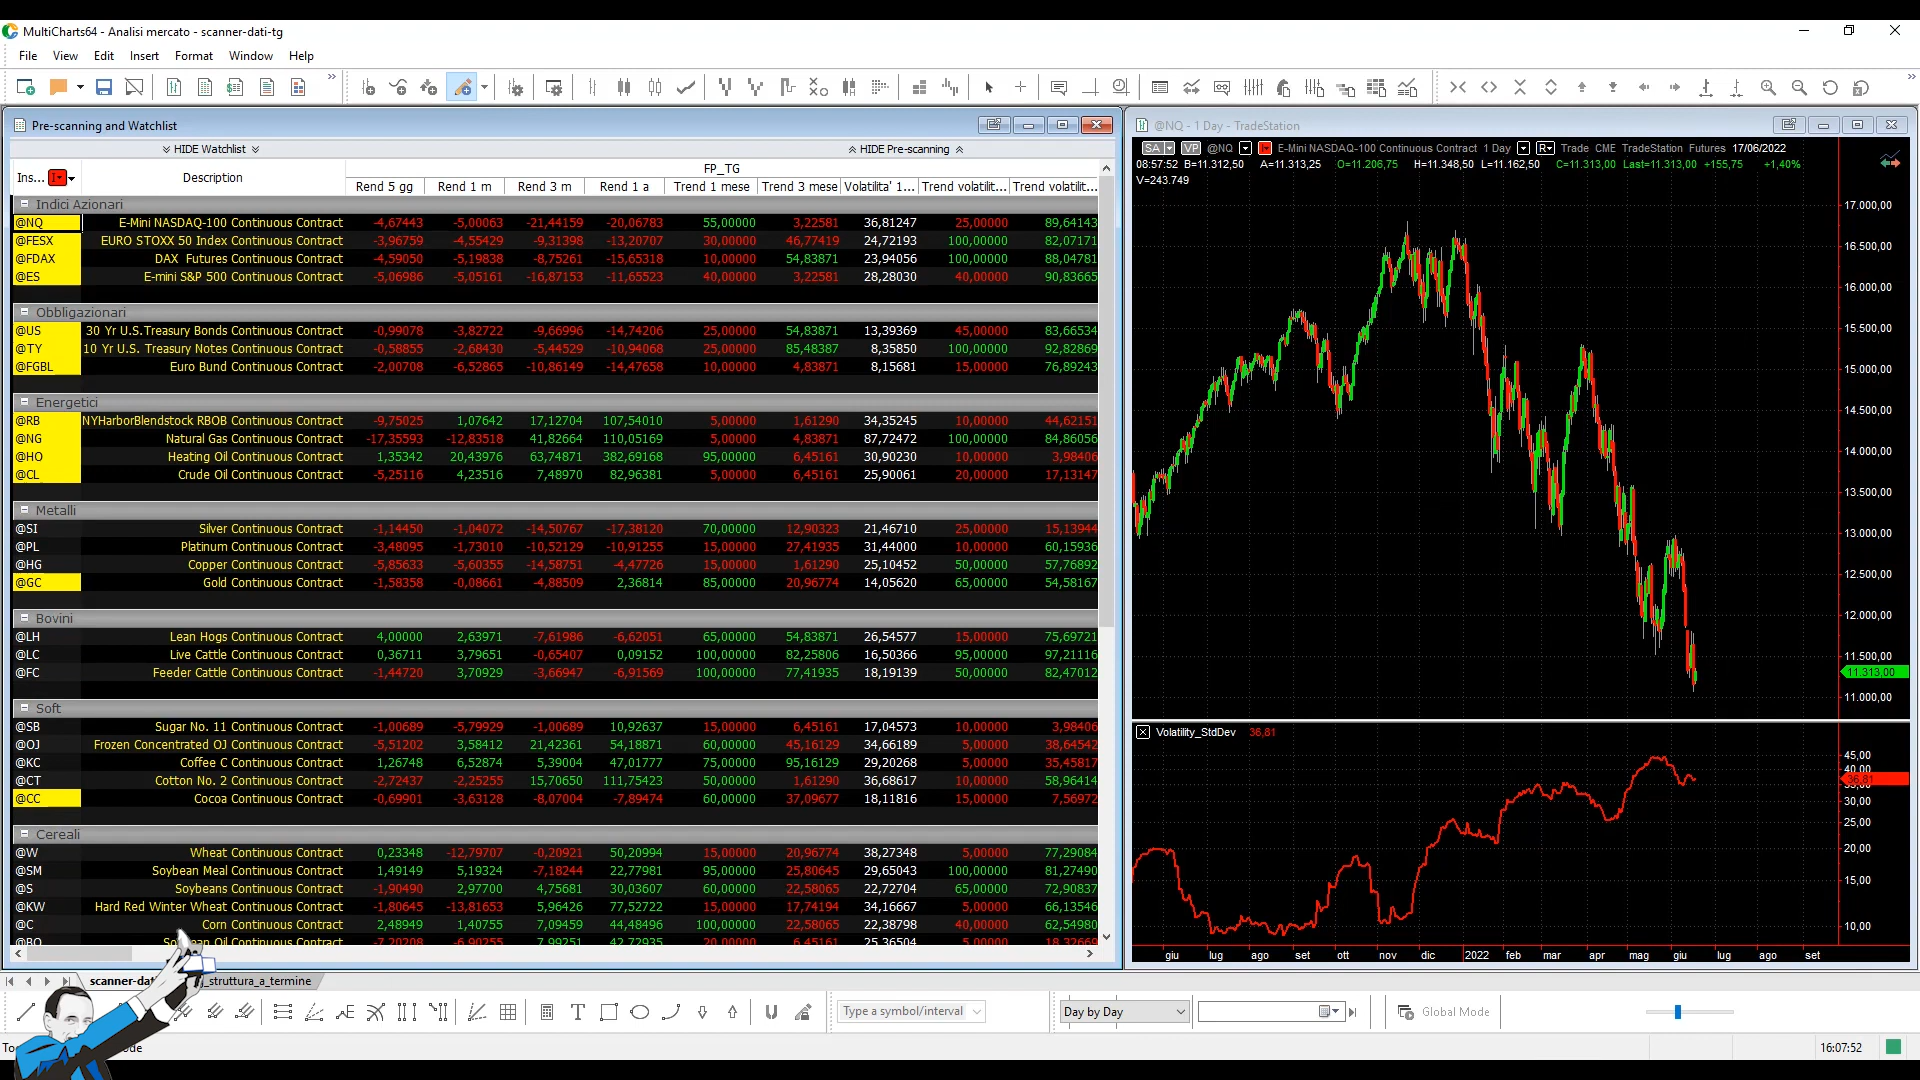 MultiCharts64 - Analisi mercato - scanner-dati-tg
File View Edit Insert Format Window Help
Pre-scanning and Watchlist
HIDE Watchlist HIDE Pre-scanning
FP_TG
Ins... Description Rend 5 gg Rend 1 m Rend 3 m Rend 1 a Trend 1 mese Trend 3 mese Volatilita' 1... Trend volatilit... Trend volatilit...
Indici Azionari
@NQ E-Mini NASDAQ-100 Continuous Contract -4,67443 -5,00063 -21,44159 -20,06783 55,00000 3,22581 36,81247 25,00000 89,64143
@FESX EURO STOXX 50 Index Continuous Contract -3,96759 -4,55429 -9,31398 -13,20707 30,00000 46,77419 24,72193 100,00000 82,07171
@FDAX DAX Futures Continuous Contract -4,59050 -5,19838 -8,75261 -15,65318 10,00000 54,83871 23,94056 100,00000 88,04781
@ES E-mini S&P 500 Continuous Contract -5,06986 -5,05161 -16,87153 -11,65523 40,00000 3,22581 28,28030 40,00000 90,83665
Obbligazionari
@US 30 Yr U.S.Treasury Bonds Continuous Contract -0,99078 -3,82722 -9,66996 -14,74206 25,00000 54,83871 13,39369 45,00000 83,66534
@TY 10 Yr U.S. Treasury Notes Continuous Contract -0,58855 -2,68430 -5,44529 -10,94068 25,00000 85,48387 8,35850 100,00000 92,82869
@FGBL Euro Bund Continuous Contract -2,00708 -6,52865 -10,86149 -14,47658 10,00000 4,83871 8,15681 15,00000 76,89243
Energetici
@RB NYHarborBlendstock RBOB Continuous Contract -9,75025 1,07642 17,12704 107,54010 5,00000 1,61290 34,35245 10,00000 44,62151
@NG Natural Gas Continuous Contract -17,35593 -12,83518 41,82664 110,05169 5,00000 4,83871 87,72472 100,00000 84,86056
@HO Heating Oil Continuous Contract 1,35342 20,43976 63,74871 382,69168 95,00000 6,45161 30,90230 10,00000 3,98406
@CL Crude Oil Continuous Contract -5,25116 4,23516 7,48970 82,96381 5,00000 6,45161 25,90061 20,00000 17,13147
Metalli
@SI Silver Continuous Contract -1,14450 -1,04072 -14,50767 -17,38120 70,00000 12,90323 21,46710 25,00000 15,13944
@PL Platinum Continuous Contract -3,48095 -1,73010 -10,52129 -10,91255 15,00000 27,41935 31,44000 10,00000 60,15936
@HG Copper Continuous Contract -5,85633 -5,60355 -14,58751 -4,47726 15,00000 1,61290 25,10452 50,00000 57,76892
@GC Gold Continuous Contract -1,58358 -0,08661 -4,88509 2,36814 85,00000 20,96774 14,05620 65,00000 54,58167
Bovini
@LH Lean Hogs Continuous Contract 4,00000 2,63971 -7,61986 -6,62051 65,00000 54,83871 26,54577 15,00000 75,69721
@LC Live Cattle Continuous Contract 0,36711 3,79651 -0,65407 0,09152 100,00000 82,25806 16,50366 95,00000 97,21116
@FC Feeder Cattle Continuous Contract -1,44720 3,70929 -3,66947 -6,91569 100,00000 77,41935 18,19139 50,00000 82,47012
Soft
@SB Sugar No. 11 Continuous Contract -1,00689 -5,79929 -1,00689 10,92637 15,00000 6,45161 17,04573 10,00000 3,98406
@OJ Frozen Concentrated OJ Continuous Contract -5,51202 3,58412 21,42361 54,18871 60,00000 45,16129 34,66189 5,00000 38,64542
@KC Coffee C Continuous Contract 1,26748 6,52874 5,39004 47,01777 75,00000 95,16129 29,20268 5,00000 35,45817
@CT Cotton No. 2 Continuous Contract -2,72437 -2,25255 15,70650 111,75423 50,00000 1,61290 36,68617 10,00000 58,96414
@CC Cocoa Continuous Contract -0,69901 -3,63128 -8,07004 -7,89474 60,00000 37,09677 18,11816 15,00000 7,56972
Cereali
@W Wheat Continuous Contract 0,23348 -12,79707 -0,20921 50,20994 15,00000 20,96774 38,27348 5,00000 77,29084
@SM Soybean Meal Continuous Contract 1,49149 5,19324 -7,18244 22,77981 95,00000 25,80645 29,65043 100,00000 81,27490
@S Soybeans Continuous Contract -1,90490 2,97700 4,75681 30,03607 60,00000 22,58065 22,72704 65,00000 72,90837
@KW Hard Red Winter Wheat Continuous Contract -1,80645 -13,81653 5,96426 77,52722 15,00000 17,74194 34,16667 5,00000 66,13546
@C Corn Continuous Contract 2,48949 1,40755 7,09459 44,48496 100,00000 22,58065 22,38798 40,00000 62,54980
@BO Oil Continuous Contract -7,20208 -6,90255 7,99251 42,72935 20,00000 6,45161 25,36504 5,00000 18,32669
@NQ - 1 Day - TradeStation
SA VP @NQ E-Mini NASDAQ-100 Continuous Contract 1 Day R Trade CME TradeStation Futures 17/06/2022
08:57:52 B=11.312,50 A=11.313,25 O=11.206,75 H=11.348,50 L=11.162,50 C=11.313,00 Last=11.313,00 +155,75 +1,40%
V=243.749
17.000,00
16.500,00
16.000,00
15.500,00
15.000,00
14.500,00
14.000,00
13.500,00
13.000,00
12.500,00
12.000,00
11.500,00
11.313,00
11.000,00
Volatility_StdDev 36,81
45,00
40,00
36,81
35,00
30,00
25,00
20,00
15,00
10,00
giu lug ago set ott nov dic 2022 feb mar apr mag giu lug ago set
scanner-dat _struttura_a_termine
Type a symbol/interval Day by Day Global Mode
16:07:52